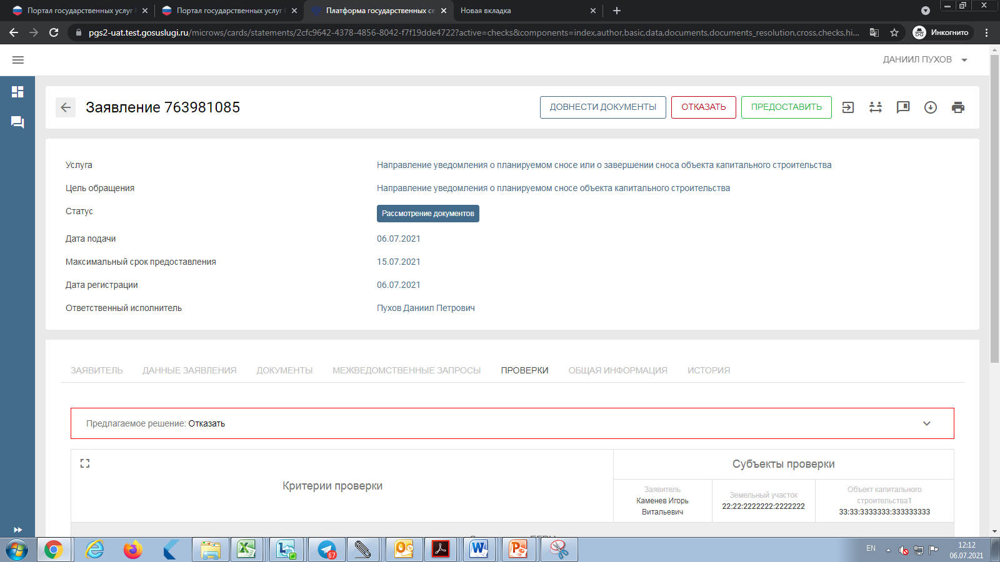 Портал государственных услуг
Портал государственных услуг
Платформа государственных се
Новая вкладка
pgs2-uat.test.gosuslugi.ru/microws/cards/statements/2cfc9642-4378-4856-8042-f7f19dde4722?active=checks&components=index,author,basic,data,documents,documents_resolution,cross,checks,hi...
Инкогнито
ДАНИИЛ ПУХОВ
Заявление 763981085
ДОВНЕСТИ ДОКУМЕНТЫ
ОТКАЗАТЬ
ПРЕДОСТАВИТЬ
Услуга
Направление уведомления о планируемом сносе или о завершении сноса объекта капитального строительства
Цель обращения
Направление уведомления о планируемом сносе объекта капитального строительства
Статус
Рассмотрение документов
Дата подачи
06.07.2021
Максимальный срок предоставления
15.07.2021
Дата регистрации
06.07.2021
Ответственный исполнитель
Пухов Даниил Петрович
ЗАЯВИТЕЛЬ
ДАННЫЕ ЗАЯВЛЕНИЯ
ДОКУМЕНТЫ
МЕЖВЕДОМСТВЕННЫЕ ЗАПРОСЫ
ПРОВЕРКИ
ОБЩАЯ ИНФОРМАЦИЯ
ИСТОРИЯ
Предлагаемое решение: Отказать
Критерии проверки
Субъекты проверки
Заявитель
Каменев Игорь
Витальевич
Земельный участок
22:22:2222222:2222222
Объект капитального
строительства1
33:33:3333333:333333333
67
EN
12:12
06.07.2021